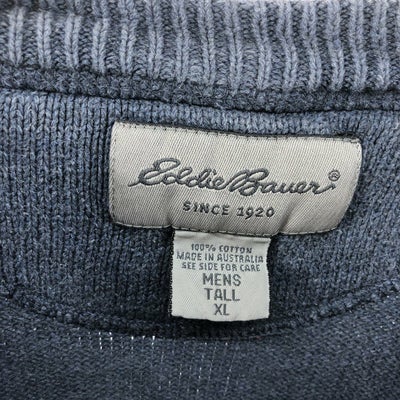 Eddie Bauer®
SINCE 1920
100% COTTON
MADE IN AUSTRALIA
SEE SIDE FOR CARE
MENS
TALL
XL